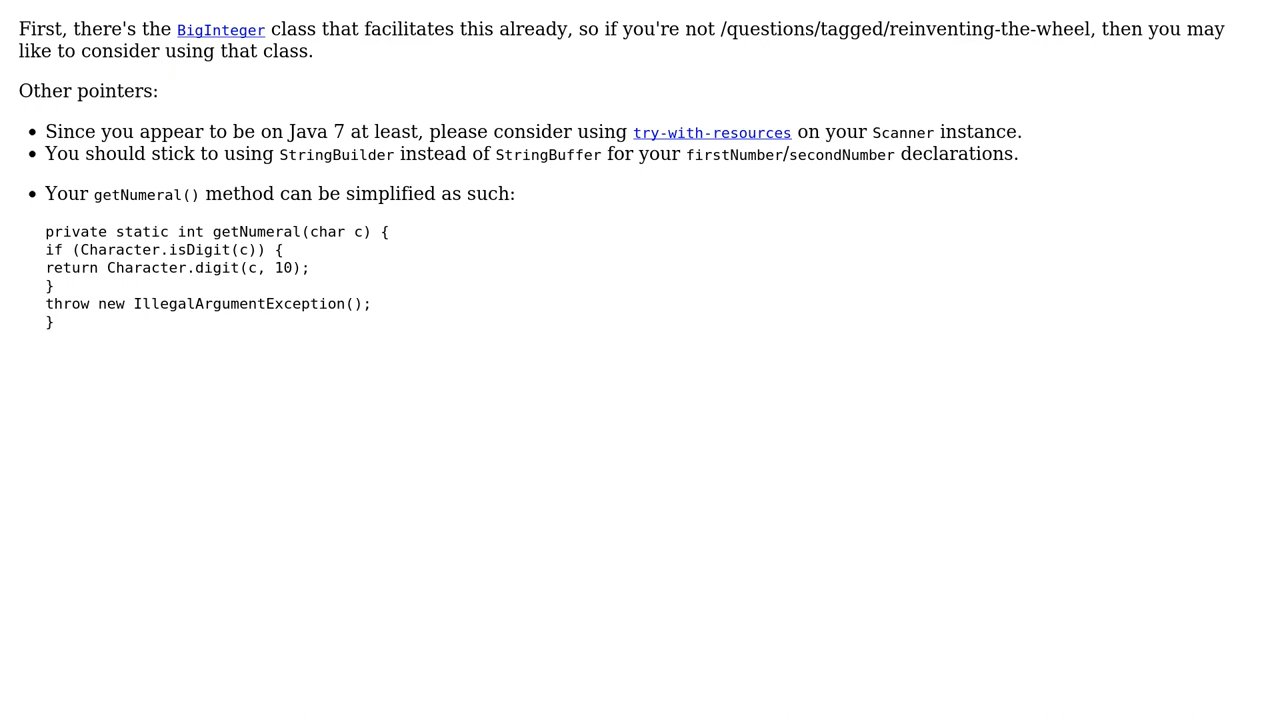 First, there's the BigInteger class that facilitates this already, so if you're not /questions/tagged/reinventing-the-wheel, then you may
like to consider using that class.
Other pointers:
• Since you appear to be on Java 7 at least, please consider using try-with-resources on your Scanner instance.
• You should stick to using StringBuilder instead of StringBuffer for your firstNumber/secondNumber declarations.
• Your getNumeral() method can be simplified as such:
private static int getNumeral(char c) {
if (Character.isDigit(c)) {
return Character.digit(c, 10);
}
throw new IllegalArgumentException();
}